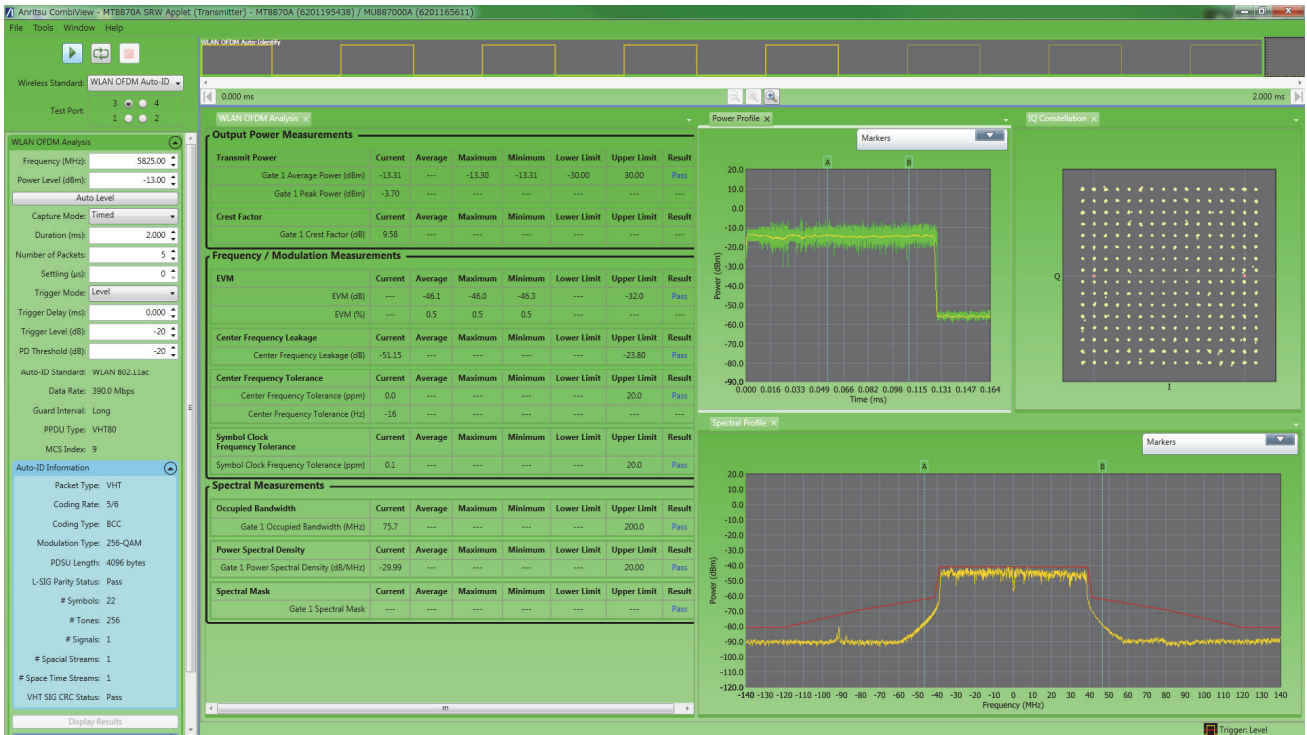 Anritsu CombiView - MT8870A SRW Applet (Transmitter) - MT8870A (6201195438) / MU887000A (6201165611)
File Tools Window Help
Wireless Standard: WLAN OFDM Auto-ID
Test Port: 3 4
1 2
WLAN OFDM Analysis
Frequency (MHz): 5825.00
Power Level (dBm): -13.00
Auto Level
Capture Mode: Timed
Duration (ms): 2.000
Number of Packets: 5
Settling (µs): 0
Trigger Mode: Level
Trigger Delay (ms): 0.000
Trigger Level (dB): -20
PD Threshold (dB): -20
Auto-ID Standard: WLAN 802.11ac
Data Rate: 390.0 Mbps
Guard Interval: Long
PPDU Type: VHT80
MCS Index: 9
Auto-ID Information
Packet Type: VHT
Coding Rate: 5/6
Coding Type: BCC
Modulation Type: 256-QAM
PDSU Length: 4096 bytes
L-SIG Parity Status: Pass
# Symbols: 22
# Tones: 256
# Signals: 1
# Spacial Streams: 1
# Space Time Streams: 1
VHT SIG CRC Status: Pass
Display Results
WLAN OFDM Auto-Identify
0.000 ms
2.000 ms
WLAN OFDM Analysis
Output Power Measurements
Transmit Power Current Average Maximum Minimum Lower Limit Upper Limit Result
Gate 1 Average Power (dBm) -13.31 --- -13.30 -13.31 -30.00 30.00 Pass
Gate 1 Peak Power (dBm) -3.70 --- --- --- --- --- ---
Crest Factor Current Average Maximum Minimum Lower Limit Upper Limit Result
Gate 1 Crest Factor (dB) 9.58 --- --- --- --- --- ---
Frequency / Modulation Measurements
EVM Current Average Maximum Minimum Lower Limit Upper Limit Result
EVM (dB) --- -46.1 -46.0 -46.3 --- -32.0 Pass
EVM (%) --- 0.5 0.5 0.5 --- --- ---
Center Frequency Leakage Current Average Maximum Minimum Lower Limit Upper Limit Result
Center Frequency Leakage (dB) -51.15 --- --- --- --- -23.80 Pass
Center Frequency Tolerance Current Average Maximum Minimum Lower Limit Upper Limit Result
Center Frequency Tolerance (ppm) 0.0 --- --- --- --- 20.0 Pass
Center Frequency Tolerance (Hz) -16 --- --- --- --- --- ---
Symbol Clock Frequency Tolerance Current Average Maximum Minimum Lower Limit Upper Limit Result
Symbol Clock Frequency Tolerance (ppm) 0.1 --- --- --- --- 20.0 Pass
Spectral Measurements
Occupied Bandwidth Current Average Maximum Minimum Lower Limit Upper Limit Result
Gate 1 Occupied Bandwidth (MHz) 75.7 --- --- --- --- 200.0 Pass
Power Spectral Density Current Average Maximum Minimum Lower Limit Upper Limit Result
Gate 1 Power Spectral Density (dB/MHz) -29.99 --- --- --- --- 20.00 Pass
Spectral Mask Current Average Maximum Minimum Lower Limit Upper Limit Result
Gate 1 Spectral Mask --- --- --- --- --- --- Pass
Power Profile
Markers
A B
20.0
10.0
0.0
-10.0
-20.0
-30.0
-40.0
-50.0
-60.0
-70.0
-80.0
-90.0
Power (dBm)
0.000 0.016 0.033 0.049 0.066 0.082 0.098 0.115 0.131 0.147 0.164
Time (ms)
IQ Constellation
Q
I
Spectral Profile
Markers
A B
20.0
10.0
0.0
-10.0
-20.0
-30.0
-40.0
-50.0
-60.0
-70.0
-80.0
-90.0
-100.0
-110.0
-120.0
Power (dBm)
-140 -130 -120 -110 -100 -90 -80 -70 -60 -50 -40 -30 -20 -10 0 10 20 30 40 50 60 70 80 90 100 110 120 130 140
Frequency (MHz)
Trigger: Level